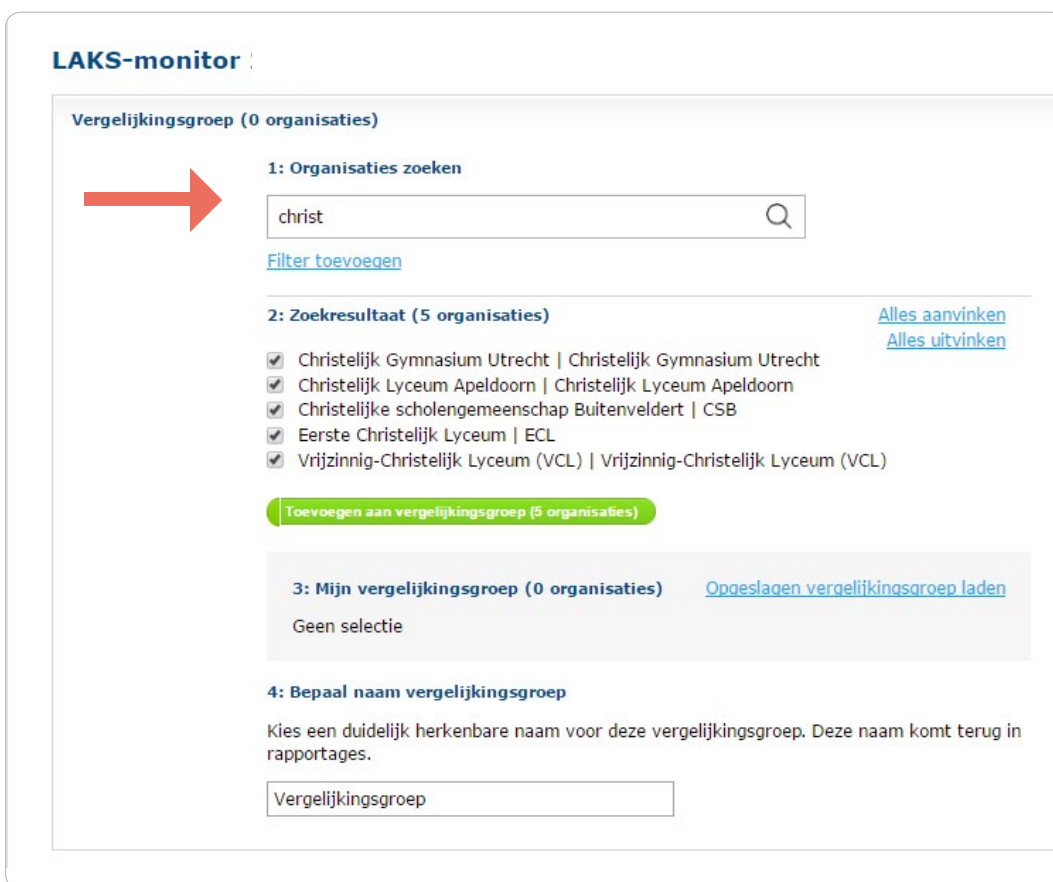 LAKS-monitor :
Vergelijkingsgroep (0 organisaties)
1: Organisaties zoeken
christ
Filter toevoegen
2: Zoekresultaat (5 organisaties)
Alles aanvinken
Alles uitvinken
Christelijk Gymnasium Utrecht | Christelijk Gymnasium Utrecht
Christelijk Lyceum Apeldoorn | Christelijk Lyceum Apeldoorn
Christelijke scholengemeenschap Buitenveldert | CSB
Eerste Christelijk Lyceum | ECL
Vrijzinnig-Christelijk Lyceum (VCL) | Vrijzinnig-Christelijk Lyceum (VCL)
Toevoegen aan vergelijkingsgroep (5 organisaties)
3: Mijn vergelijkingsgroep (0 organisaties)
Opgeslagen vergelijkingsgroep laden
Geen selectie
4: Bepaal naam vergelijkingsgroep
Kies een duidelijk herkenbare naam voor deze vergelijkingsgroep. Deze naam komt terug in
rapportages.
Vergelijkingsgroep